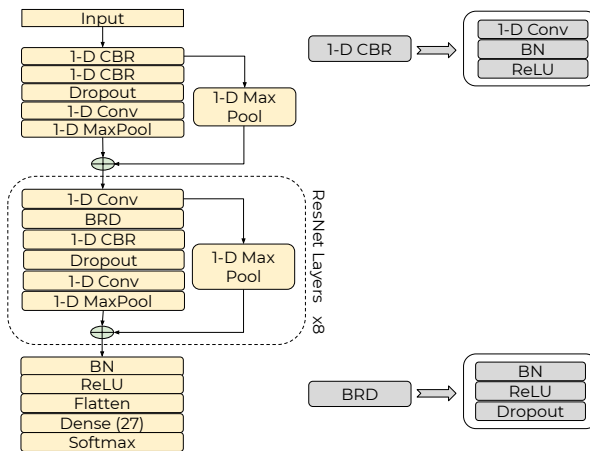 Input
1-D CBR
1-D CBR
Dropout
1-D Conv
1-D MaxPool
1-D Max
Pool
1-D Conv
BRD
1-D CBR
Dropout
1-D Conv
1-D MaxPool
1-D Max
Pool
ResNet Layers x8
BN
ReLU
Flatten
Dense (27)
Softmax
1-D CBR
1-D Conv
BN
ReLU
BRD
BN
ReLU
Dropout